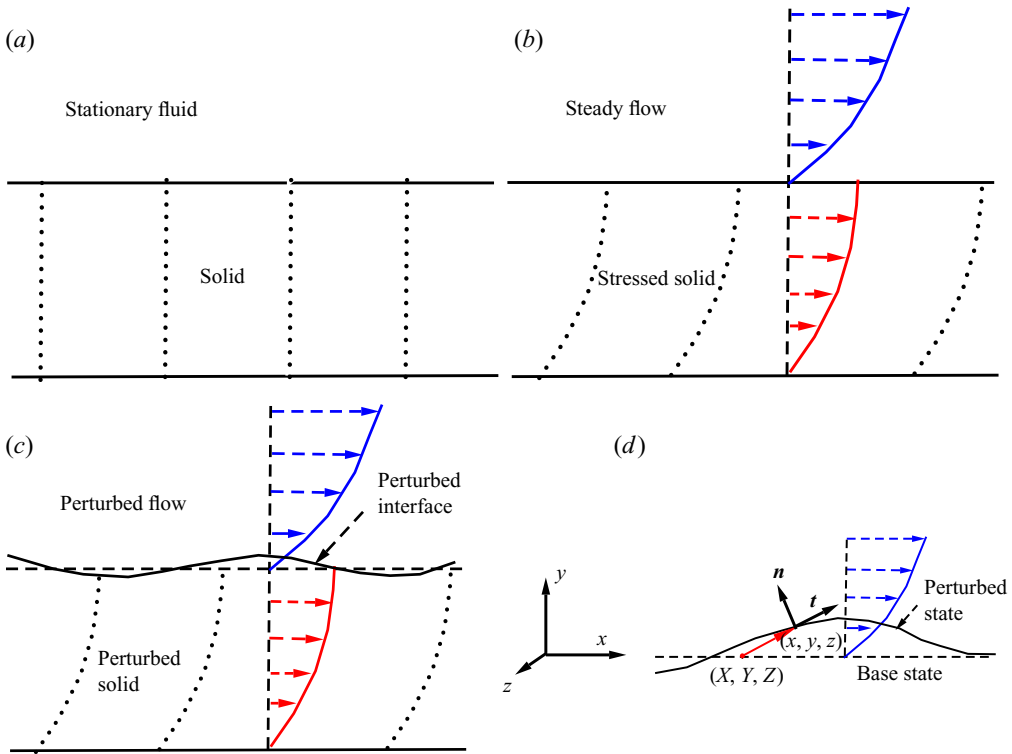 (a)
Stationary fluid
Solid
(b)
Steady flow
Stressed solid
(c)
Perturbed flow
Perturbed
interface
Perturbed
solid
y
x
z
(d)
n
t
Perturbed
state
(x, y, z)
(X, Y, Z)
Base state